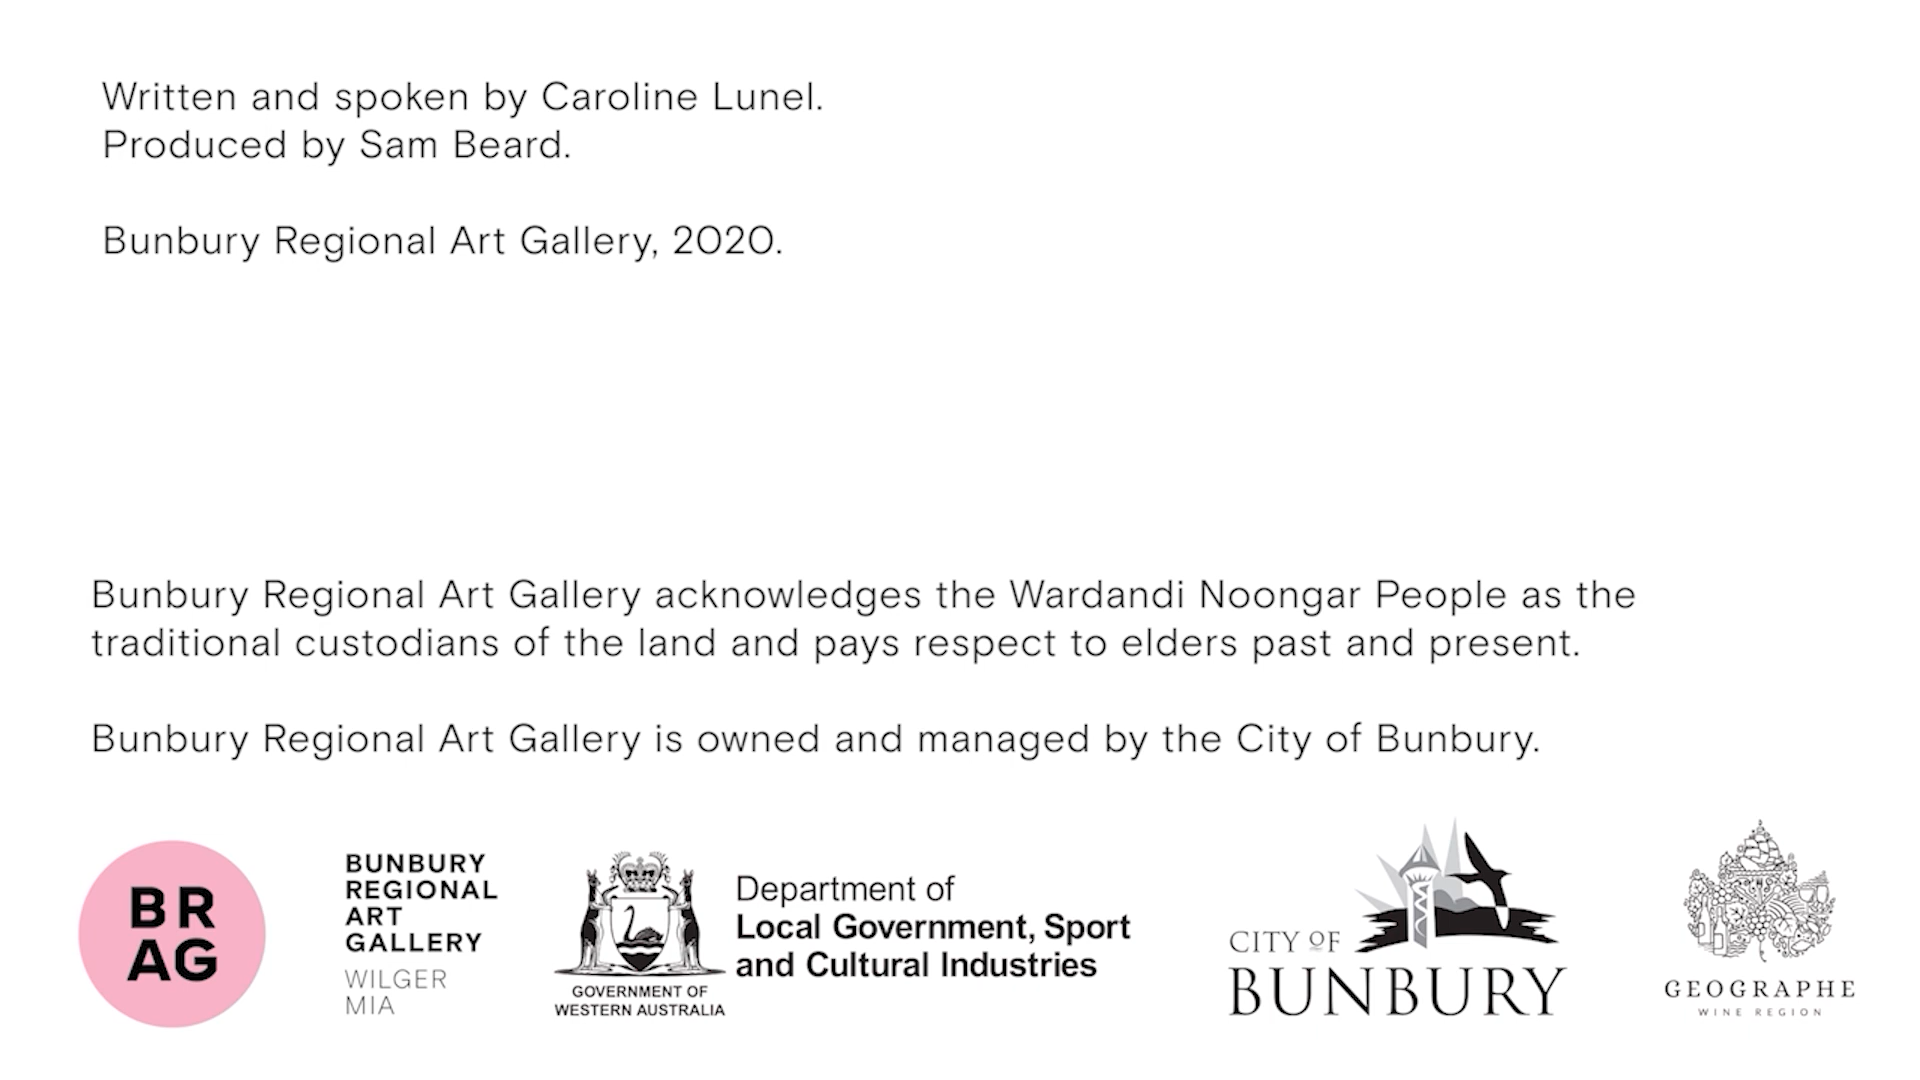 Written and spoken by Caroline Lunel.
Produced by Sam Beard.
Bunbury Regional Art Gallery, 2020.
Bunbury Regional Art Gallery acknowledges the Wardandi Noongar People as the
traditional custodians of the land and pays respect to elders past and present.
Bunbury Regional Art Gallery is owned and managed by the City of Bunbury.
BR
AG
BUNBURY
REGIONAL
ART
GALLERY
WILGER
MIA
GOVERNMENT OF
WESTERN AUSTRALIA
Department of
Local Government, Sport
and Cultural Industries
CITY OF
BUNBURY
GEOGRAPHE
WINE REGION